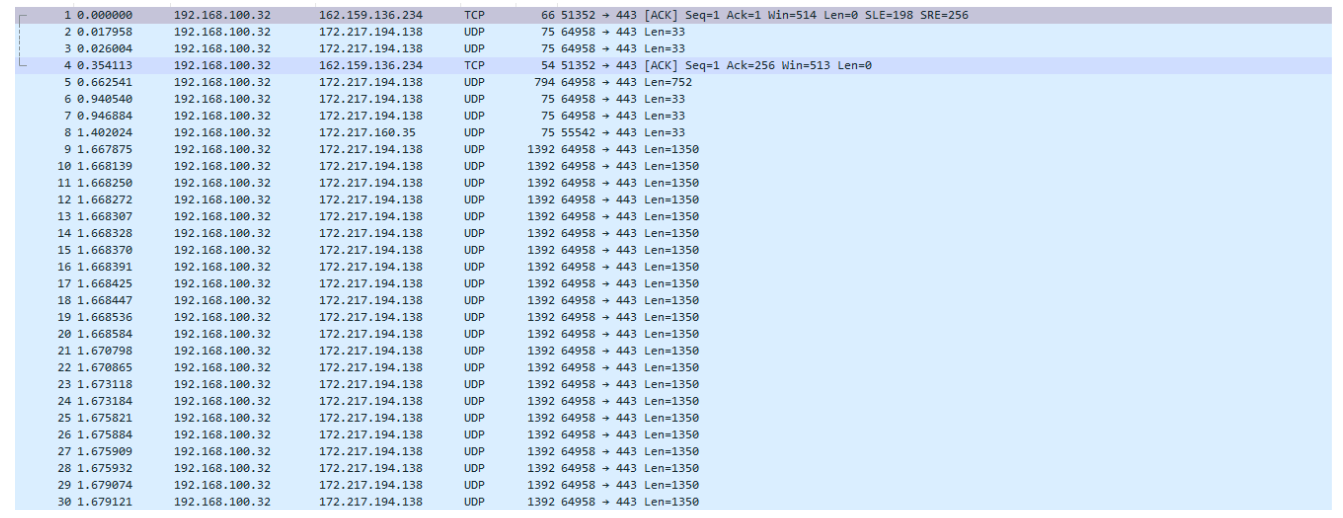 1 0.000000 192.168.100.32 162.159.136.234 TCP 66 51352 → 443 [ACK] Seq=1 Ack=1 Win=514 Len=0 SLE=198 SRE=256
2 0.017958 192.168.100.32 172.217.194.138 UDP 75 64958 → 443 Len=33
3 0.026004 192.168.100.32 172.217.194.138 UDP 75 64958 → 443 Len=33
4 0.354113 192.168.100.32 162.159.136.234 TCP 54 51352 → 443 [ACK] Seq=1 Ack=256 Win=513 Len=0
5 0.662541 192.168.100.32 172.217.194.138 UDP 794 64958 → 443 Len=752
6 0.940540 192.168.100.32 172.217.194.138 UDP 75 64958 → 443 Len=33
7 0.946884 192.168.100.32 172.217.194.138 UDP 75 64958 → 443 Len=33
8 1.402024 192.168.100.32 172.217.160.35 UDP 75 55542 → 443 Len=33
9 1.667875 192.168.100.32 172.217.194.138 UDP 1392 64958 → 443 Len=1350
10 1.668139 192.168.100.32 172.217.194.138 UDP 1392 64958 → 443 Len=1350
11 1.668250 192.168.100.32 172.217.194.138 UDP 1392 64958 → 443 Len=1350
12 1.668272 192.168.100.32 172.217.194.138 UDP 1392 64958 → 443 Len=1350
13 1.668307 192.168.100.32 172.217.194.138 UDP 1392 64958 → 443 Len=1350
14 1.668328 192.168.100.32 172.217.194.138 UDP 1392 64958 → 443 Len=1350
15 1.668370 192.168.100.32 172.217.194.138 UDP 1392 64958 → 443 Len=1350
16 1.668391 192.168.100.32 172.217.194.138 UDP 1392 64958 → 443 Len=1350
17 1.668425 192.168.100.32 172.217.194.138 UDP 1392 64958 → 443 Len=1350
18 1.668447 192.168.100.32 172.217.194.138 UDP 1392 64958 → 443 Len=1350
19 1.668536 192.168.100.32 172.217.194.138 UDP 1392 64958 → 443 Len=1350
20 1.668584 192.168.100.32 172.217.194.138 UDP 1392 64958 → 443 Len=1350
21 1.670798 192.168.100.32 172.217.194.138 UDP 1392 64958 → 443 Len=1350
22 1.670865 192.168.100.32 172.217.194.138 UDP 1392 64958 → 443 Len=1350
23 1.673118 192.168.100.32 172.217.194.138 UDP 1392 64958 → 443 Len=1350
24 1.673184 192.168.100.32 172.217.194.138 UDP 1392 64958 → 443 Len=1350
25 1.675821 192.168.100.32 172.217.194.138 UDP 1392 64958 → 443 Len=1350
26 1.675884 192.168.100.32 172.217.194.138 UDP 1392 64958 → 443 Len=1350
27 1.675909 192.168.100.32 172.217.194.138 UDP 1392 64958 → 443 Len=1350
28 1.675932 192.168.100.32 172.217.194.138 UDP 1392 64958 → 443 Len=1350
29 1.679074 192.168.100.32 172.217.194.138 UDP 1392 64958 → 443 Len=1350
30 1.679121 192.168.100.32 172.217.194.138 UDP 1392 64958 → 443 Len=1350